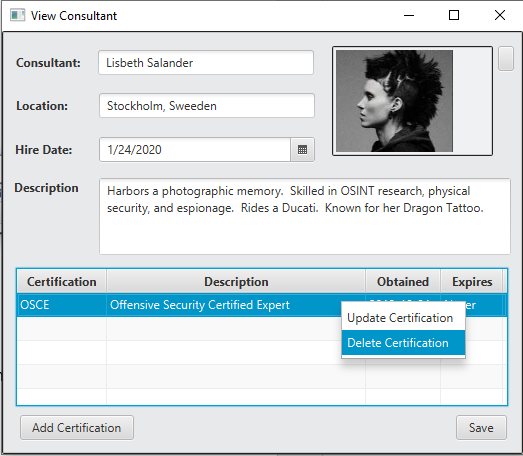 View Consultant
Consultant: Lisbeth Salander
Location: Stockholm, Sweeden
Hire Date: 1/24/2020
Description Harbors a photographic memory. Skilled in OSINT research, physical
security, and espionage. Rides a Ducati. Known for her Dragon Tattoo.
Certification Description Obtained Expires
OSCE Offensive Security Certified Expert
Update Certification
Delete Certification
Add Certification Save